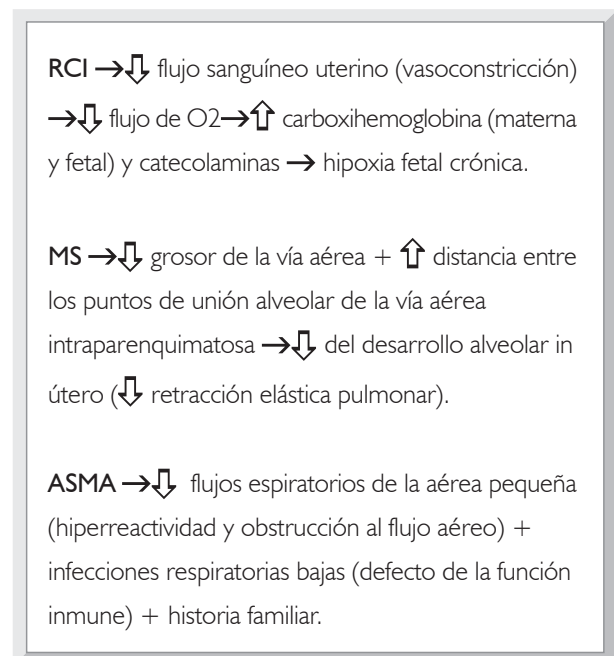 RCI →⇩ flujo sanguíneo uterino (vasoconstricción)
→⇩ flujo de O2→⇧ carboxihemoglobina (materna
y fetal) y catecolaminas → hipoxia fetal crónica.
MS →⇩ grosor de la vía aérea + ⇧ distancia entre
los puntos de unión alveolar de la vía aérea
intraparenquimatosa →⇩ del desarrollo alveolar in
útero (⇩ retracción elástica pulmonar).
ASMA →⇩ flujos espiratorios de la aérea pequeña
(hiperreactividad y obstrucción al flujo aéreo) +
infecciones respiratorias bajas (defecto de la función
inmune) + historia familiar.